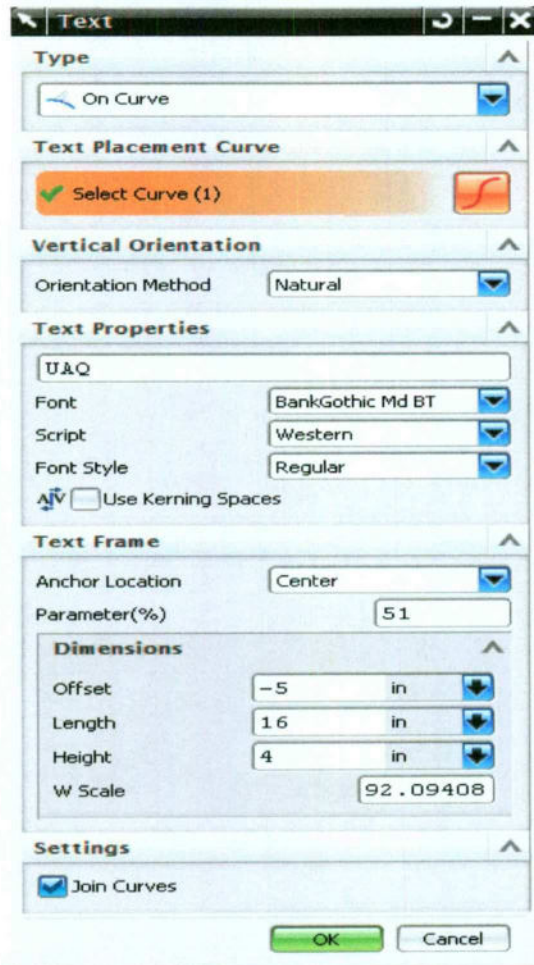 Text
Type
On Curve
Text Placement Curve
Select Curve (1)
Vertical Orientation
Orientation Method Natural
Text Properties
UAQ
Font BankGothic Md BT
Script Western
Font Style Regular
AJV Use Kerning Spaces
Text Frame
Anchor Location Center
Parameter(%) 51
Dimensions
Offset -5 in
Length 16 in
Height 4 in
W Scale 92.09408
Settings
Join Curves
OK Cancel